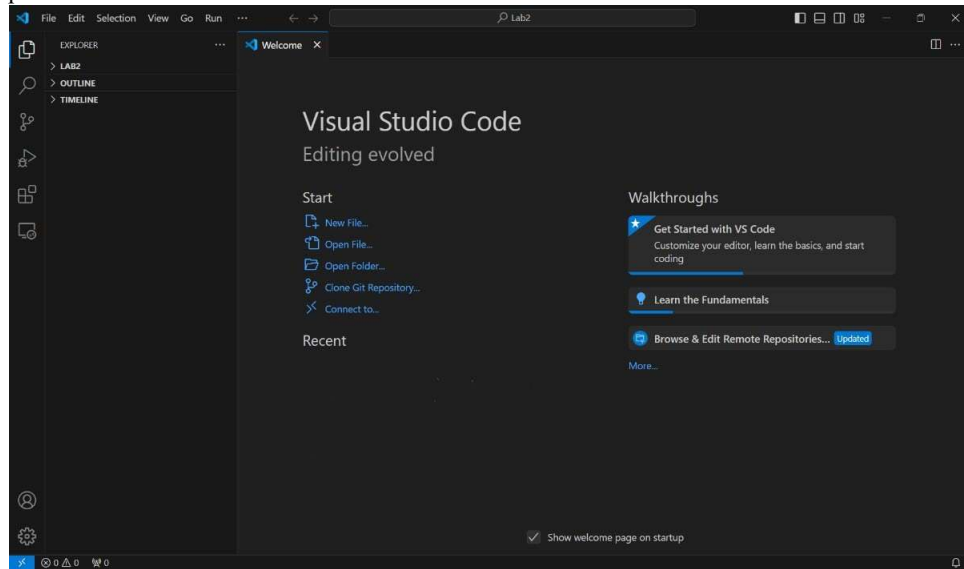 File Edit Selection View Go Run ... Lab2
EXPLORER ...
Welcome
LAB2
OUTLINE
TIMELINE
Visual Studio Code
Editing evolved
Start
New File...
Open File...
Open Folder...
Clone Git Repository...
Connect to...
Recent
Walkthroughs
Get Started with VS Code
Customize your editor, learn the basics, and start
coding
Learn the Fundamentals
Browse & Edit Remote Repositories... Updated
More...
Show welcome page on startup
0 0 0